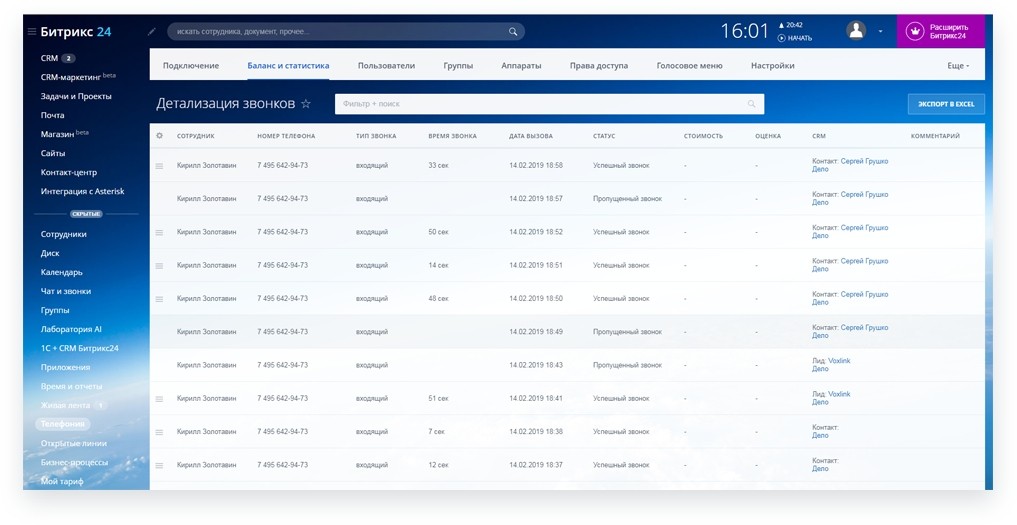 Битрикс 24
искать сотрудника, документ, прочее...
16:01
20:42
НАЧАТЬ
Расширить
Битрикс24
CRM 2
CRM-маркетинг beta
Задачи и Проекты
Почта
Магазин beta
Сайты
Контакт-центр
Интеграция с Asterisk
СКРЫТЫЕ
Сотрудники
Диск
Календарь
Чат и звонки
Группы
Лаборатория AI
1С + CRM Битрикс24
Приложения
Время и отчеты
Живая лента 1
Телефония
Открытые линии
Бизнес-процессы
Мой тариф
Подключение Баланс и статистика Пользователи Группы Аппараты Права доступа Голосовое меню Настройки Еще
Детализация звонков
Фильтр + поиск
ЭКСПОРТ В EXCEL
СОТРУДНИК НОМЕР ТЕЛЕФОНА ТИП ЗВОНКА ВРЕМЯ ЗВОНКА ДАТА ВЫЗОВА СТАТУС СТОИМОСТЬ ОЦЕНКА CRM КОММЕНТАРИЙ
Кирилл Золотавин 7 495 642-94-73 входящий 33 сек 14.02.2019 18:58 Успешный звонок - - Контакт: Сергей Грушко
Дело
Кирилл Золотавин 7 495 642-94-73 входящий 14.02.2019 18:57 Пропущенный звонок - - Контакт: Сергей Грушко
Дело
Кирилл Золотавин 7 495 642-94-73 входящий 50 сек 14.02.2019 18:52 Успешный звонок - - Контакт: Сергей Грушко
Дело
Кирилл Золотавин 7 495 642-94-73 входящий 14 сек 14.02.2019 18:51 Успешный звонок - - Контакт: Сергей Грушко
Дело
Кирилл Золотавин 7 495 642-94-73 входящий 48 сек 14.02.2019 18:50 Успешный звонок - - Контакт: Сергей Грушко
Дело
Кирилл Золотавин 7 495 642-94-73 входящий 14.02.2019 18:49 Пропущенный звонок - - Контакт: Сергей Грушко
Дело
Кирилл Золотавин 7 495 642-94-73 входящий 14.02.2019 18:43 Пропущенный звонок - - Лид: Voxlink
Дело
Кирилл Золотавин 7 495 642-94-73 входящий 51 сек 14.02.2019 18:41 Успешный звонок - - Лид: Voxlink
Дело
Кирилл Золотавин 7 495 642-94-73 входящий 7 сек 14.02.2019 18:38 Успешный звонок - - Контакт:
Дело
Кирилл Золотавин 7 495 642-94-73 входящий 12 сек 14.02.2019 18:37 Успешный звонок - - Контакт:
Дело